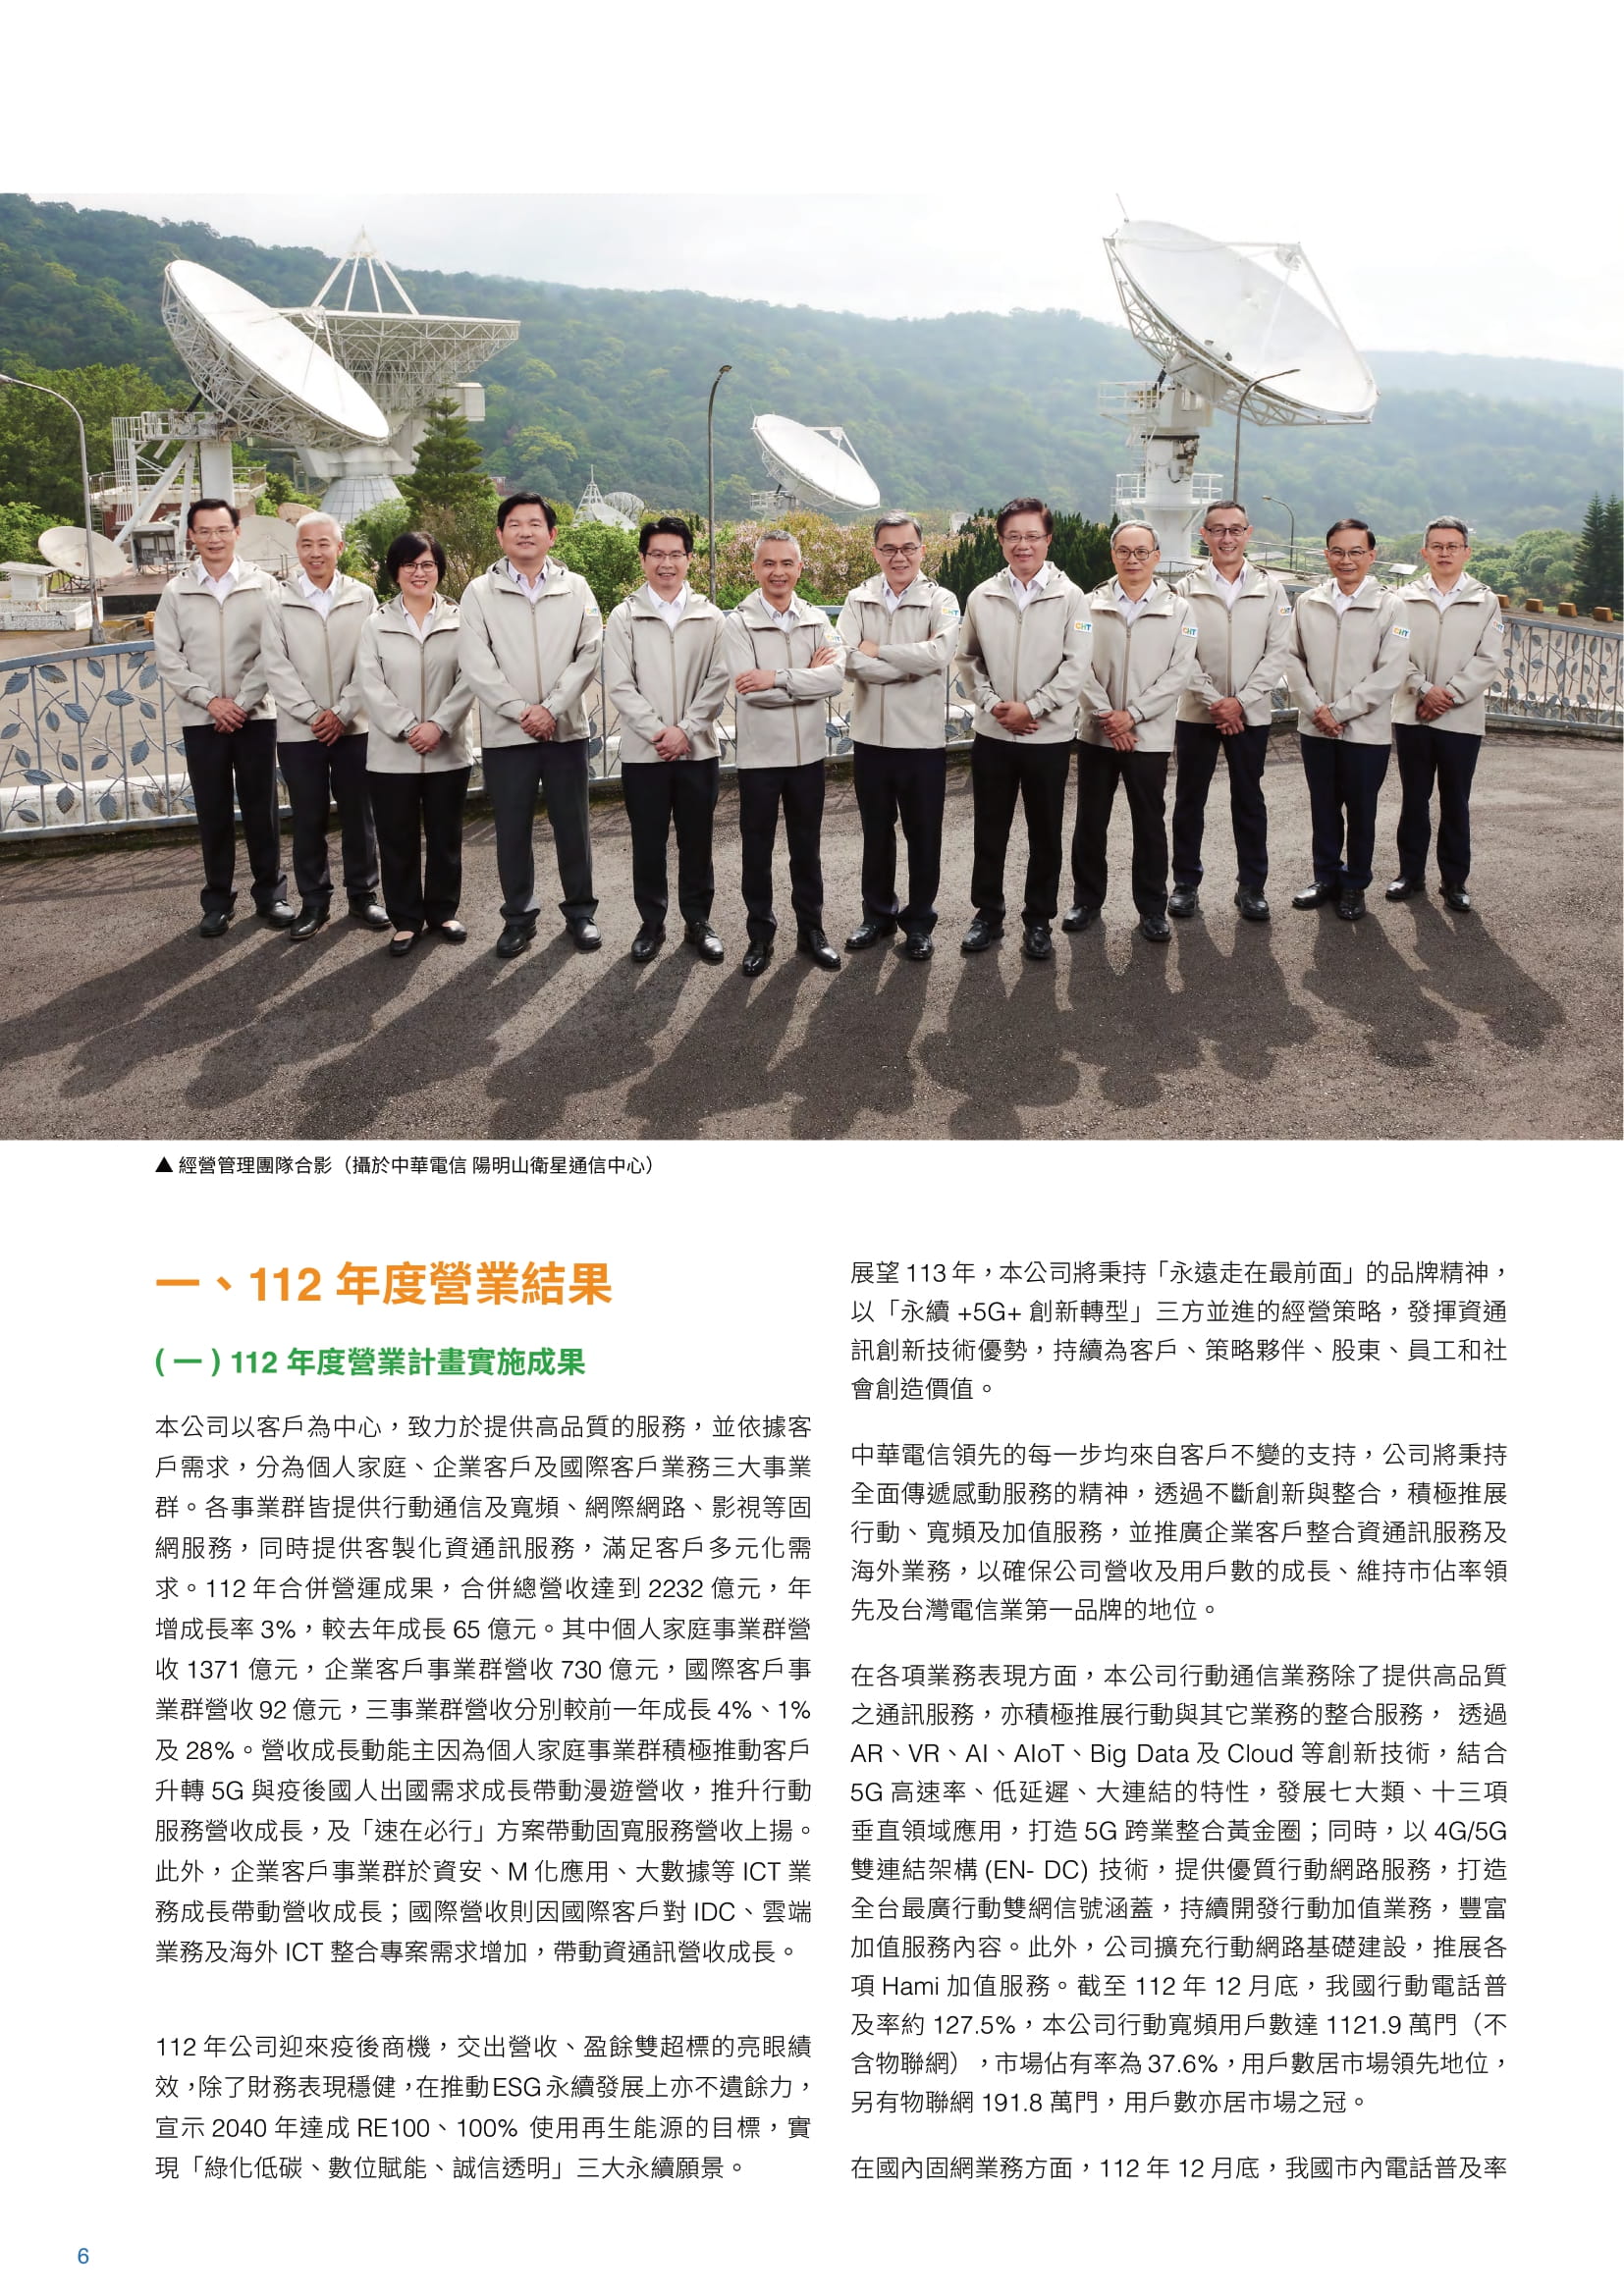 CHT
CHT
CHT
CHT
CHT
CHT
CHT
▲ 經營管理團隊合影（攝於中華電信 陽明山衛星通信中心）
一、112 年度營業結果
( 一 ) 112 年度營業計畫實施成果
本公司以客戶為中心，致力於提供高品質的服務，並依據客
戶需求，分為個人家庭、企業客戶及國際客戶業務三大事業
群。各事業群皆提供行動通信及寬頻、網際網路、影視等固
網服務，同時提供客製化資通訊服務，滿足客戶多元化需
求。112 年合併營運成果，合併總營收達到 2232 億元，年
增成長率 3%，較去年成長 65 億元。其中個人家庭事業群營
收 1371 億元，企業客戶事業群營收 730 億元，國際客戶事
業群營收 92 億元，三事業群營收分別較前一年成長 4%、1%
及 28%。營收成長動能主因為個人家庭事業群積極推動客戶
升轉 5G 與疫後國人出國需求成長帶動漫遊營收，推升行動
服務營收成長，及「速在必行」方案帶動固寬服務營收上揚。
此外，企業客戶事業群於資安、M 化應用、大數據等 ICT 業
務成長帶動營收成長；國際營收則因國際客戶對 IDC、雲端
業務及海外 ICT 整合專案需求增加，帶動資通訊營收成長。
112 年公司迎來疫後商機，交出營收、盈餘雙超標的亮眼績
效，除了財務表現穩健，在推動 ESG 永續發展上亦不遺餘力，
宣示 2040 年達成 RE100、100% 使用再生能源的目標，實
現「綠化低碳、數位賦能、誠信透明」三大永續願景。
展望 113 年，本公司將秉持「永遠走在最前面」的品牌精神，
以「永續 +5G+ 創新轉型」三方並進的經營策略，發揮資通
訊創新技術優勢，持續為客戶、策略夥伴、股東、員工和社
會創造價值。
中華電信領先的每一步均來自客戶不變的支持，公司將秉持
全面傳遞感動服務的精神，透過不斷創新與整合，積極推展
行動、寬頻及加值服務，並推廣企業客戶整合資通訊服務及
海外業務，以確保公司營收及用戶數的成長、維持市佔率領
先及台灣電信業第一品牌的地位。
在各項業務表現方面，本公司行動通信業務除了提供高品質
之通訊服務，亦積極推展行動與其它業務的整合服務， 透過
AR、VR、AI、AIoT、Big Data 及 Cloud 等創新技術，結合
5G 高速率、低延遲、大連結的特性，發展七大類、十三項
垂直領域應用，打造 5G 跨業整合黃金圈；同時，以 4G/5G
雙連結架構 (EN- DC) 技術，提供優質行動網路服務，打造
全台最廣行動雙網信號涵蓋，持續開發行動加值業務，豐富
加值服務內容。此外，公司擴充行動網路基礎建設，推展各
項 Hami 加值服務。截至 112 年 12 月底，我國行動電話普
及率約 127.5%，本公司行動寬頻用戶數達 1121.9 萬門（不
含物聯網），市場佔有率為 37.6%，用戶數居市場領先地位，
另有物聯網 191.8 萬門，用戶數亦居市場之冠。
在國內固網業務方面，112 年 12 月底，我國市內電話普及率
6